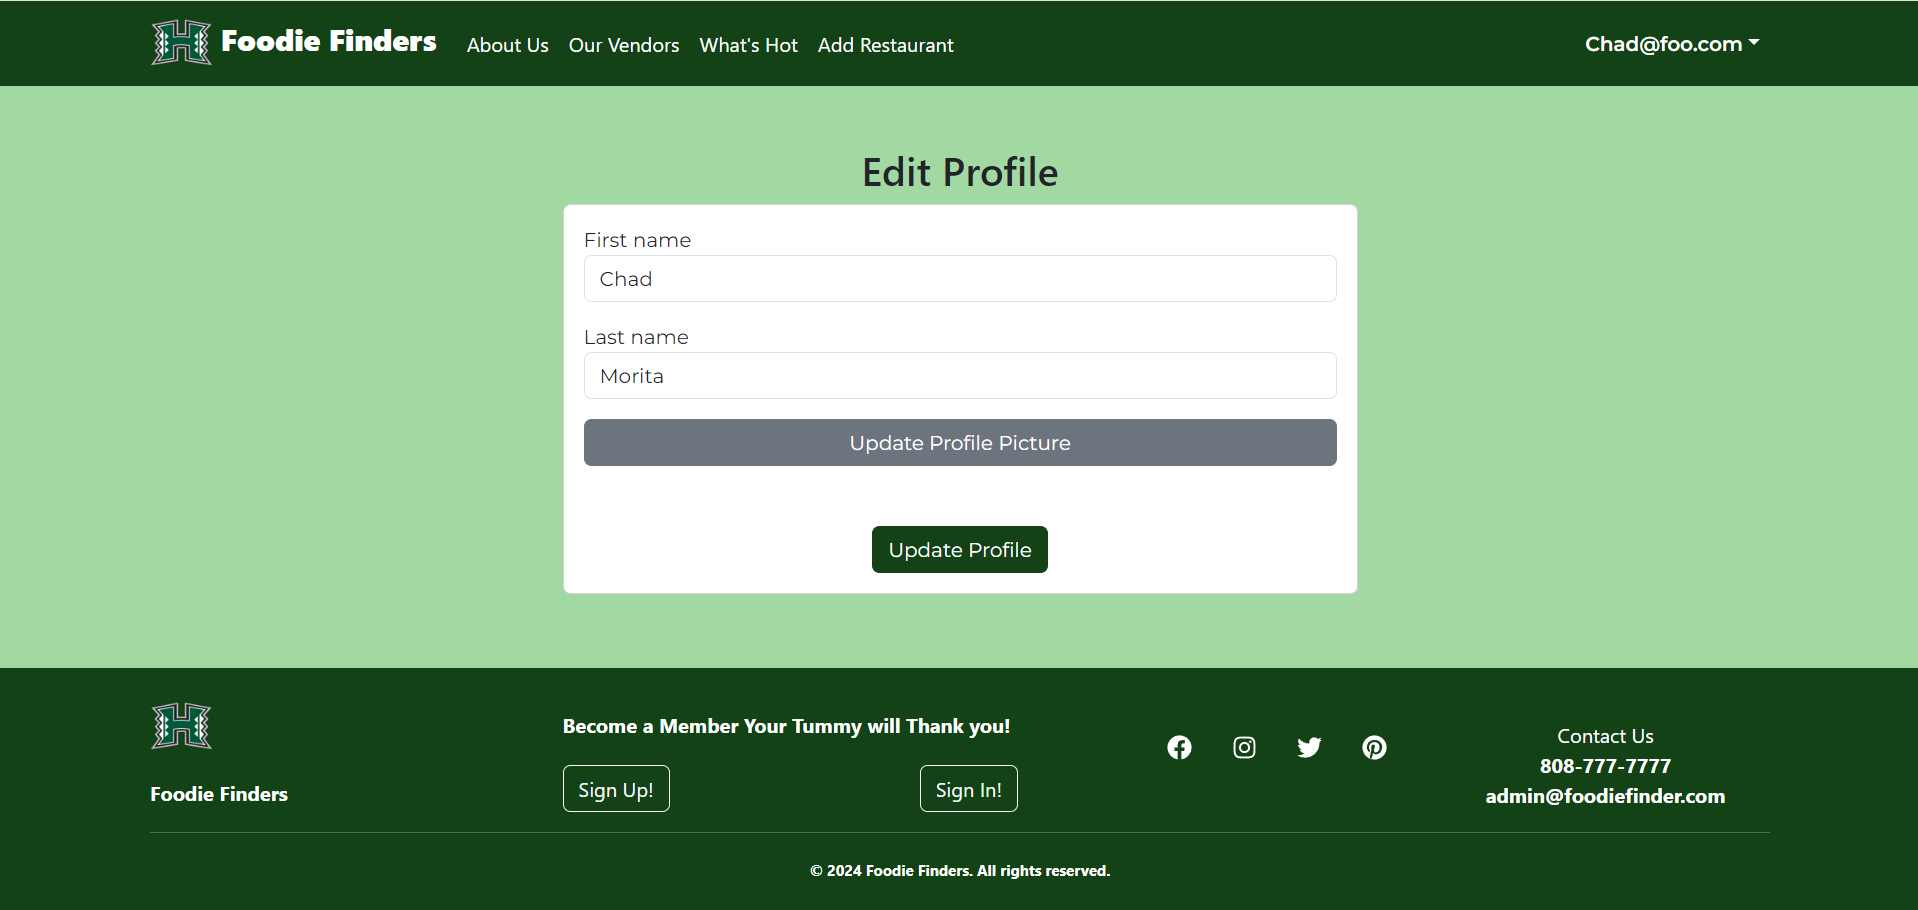 Foodie Finders About Us Our Vendors What's Hot Add Restaurant Chad@foo.com
Edit Profile
First name
Chad
Last name
Morita
Update Profile Picture
Update Profile
Become a Member Your Tummy will Thank you!
Sign Up! Sign In!
Foodie Finders
Contact Us
808-777-7777
admin@foodiefinder.com
© 2024 Foodie Finders. All rights reserved.